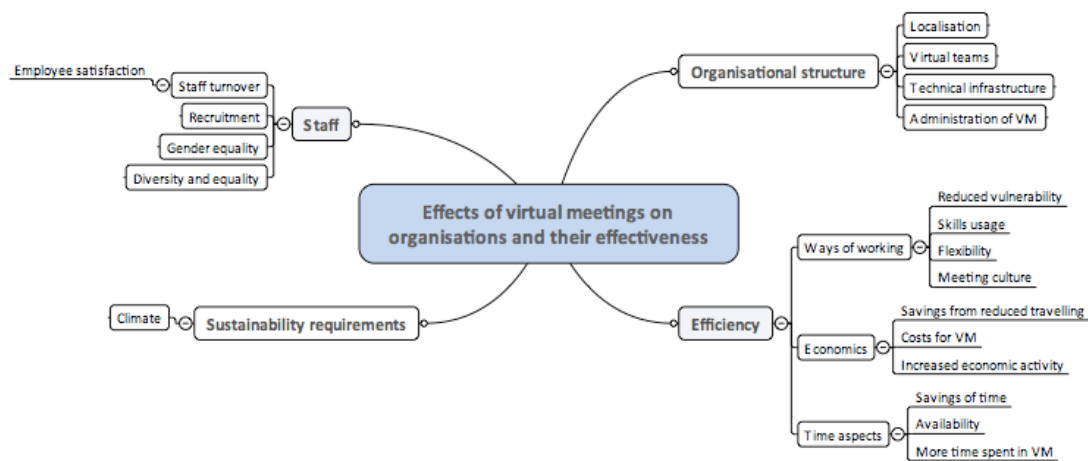 Effects of virtual meetings on
organisations and their effectiveness
Organisational structure
Localisation
Virtual teams
Technical infrastructure
Administration of VM
Efficiency
Ways of working
Reduced vulnerability
Skills usage
Flexibility
Meeting culture
Economics
Savings from reduced travelling
Costs for VM
Increased economic activity
Time aspects
Savings of time
Availability
More time spent in VM
Staff
Staff turnover
Employee satisfaction
Recruitment
Gender equality
Diversity and equality
Sustainability requirements
Climate